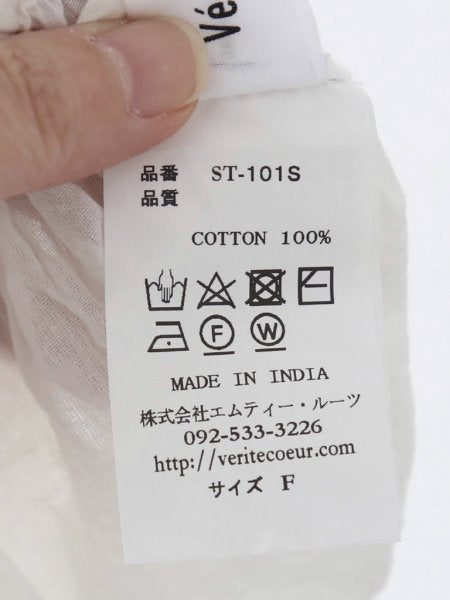 Vé
品番 ST-101S
品質
COTTON 100%
F W
MADE IN INDIA
株式会社エムティー・ルーツ
092-533-3226
http://veritecoeur.com
サイズ F